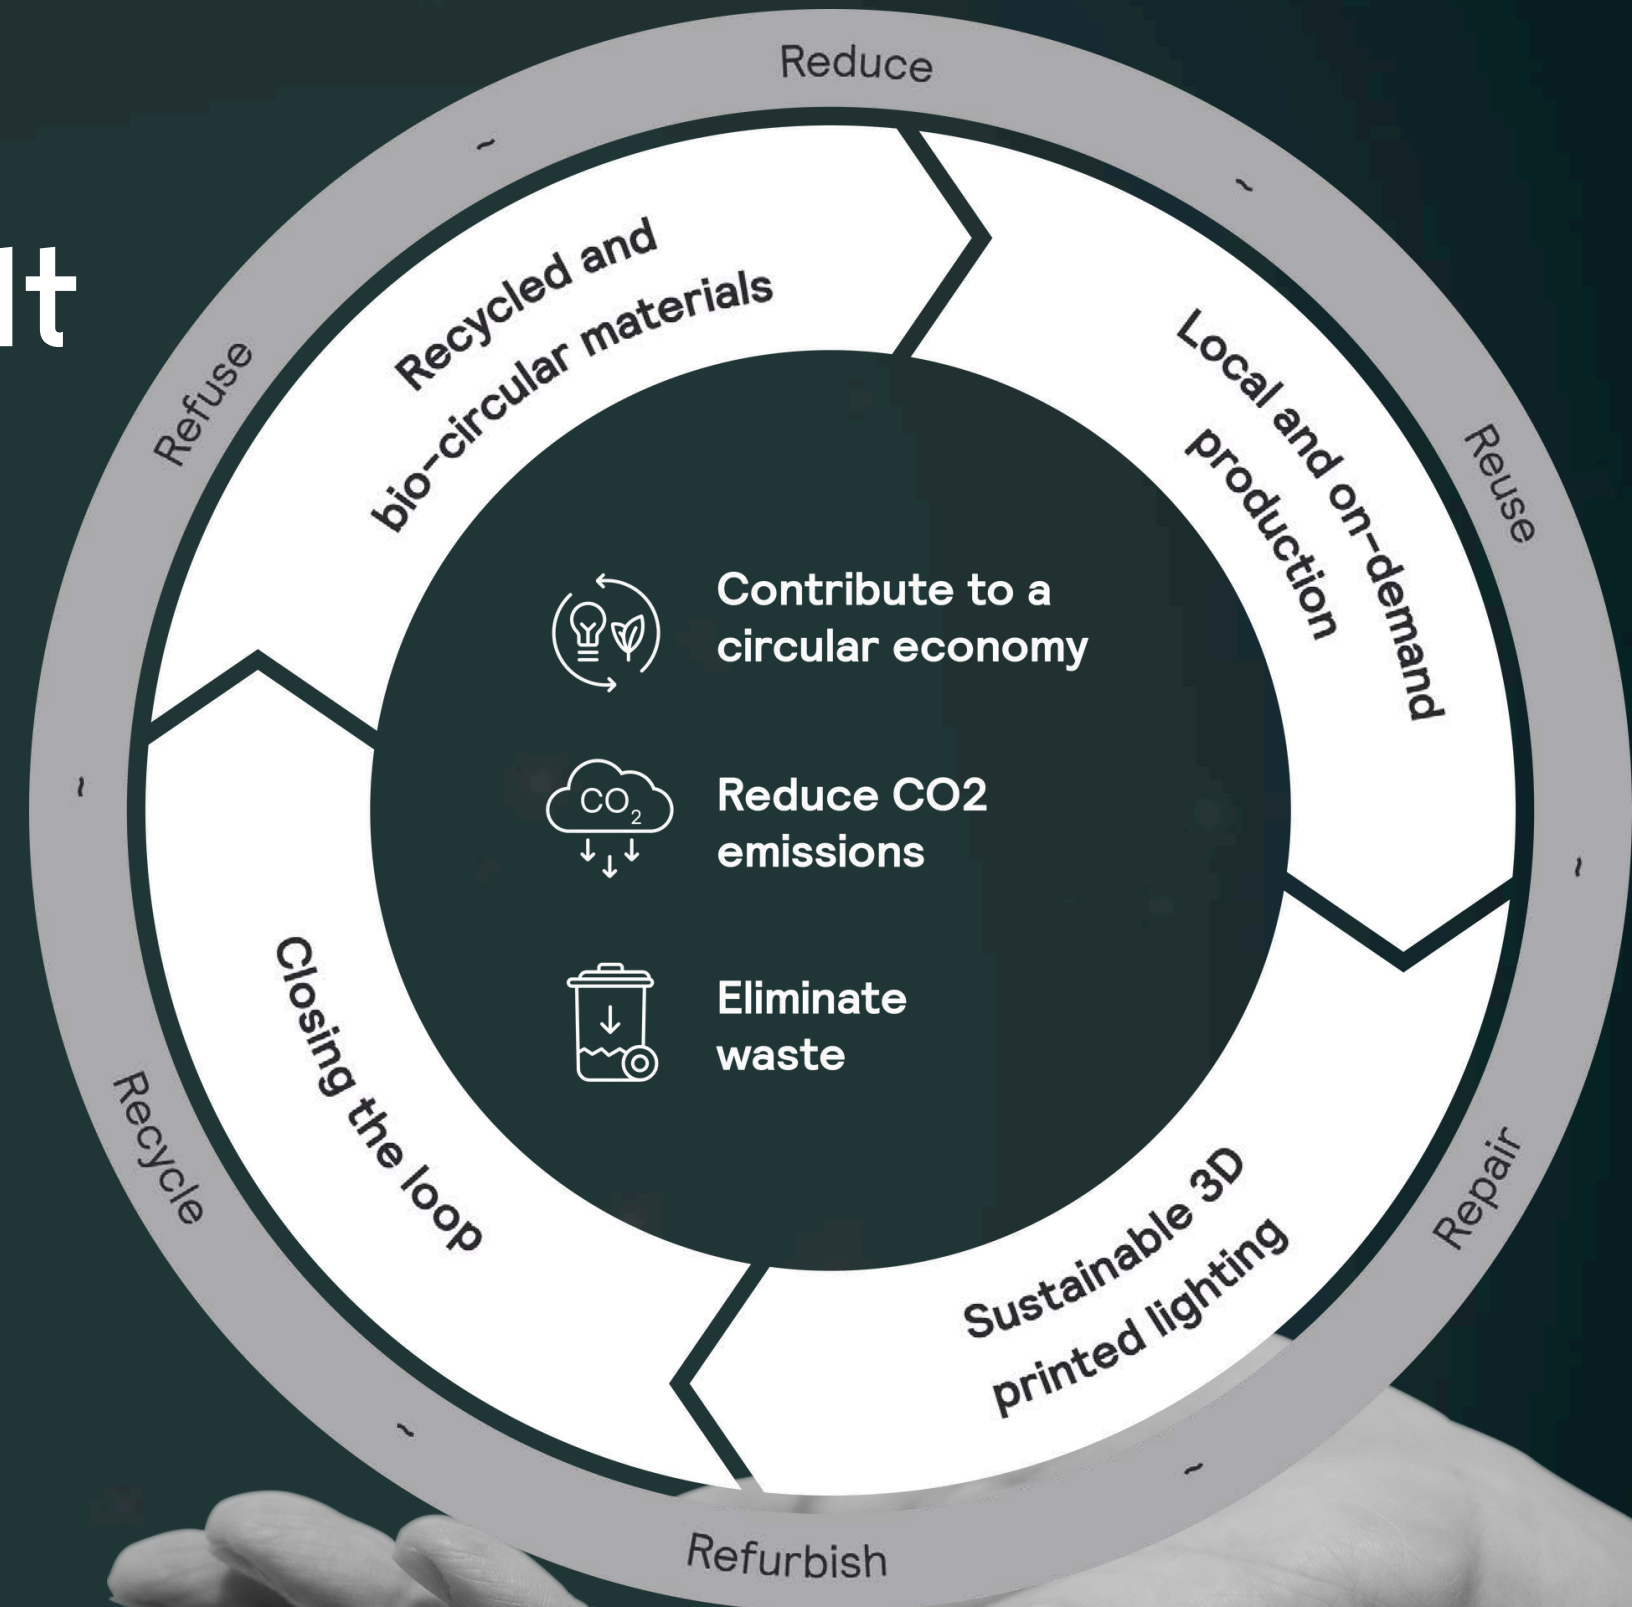 Reduce
~
Reuse
~
Repair
~
Refurbish
~
Recycle
~
Refuse
~
lt
Recycled and
bio-circular materials
Local and on-demand
production
Sustainable 3D
printed lighting
Closing the loop
Contribute to a
circular economy
CO2
Reduce CO2
emissions
Eliminate
waste